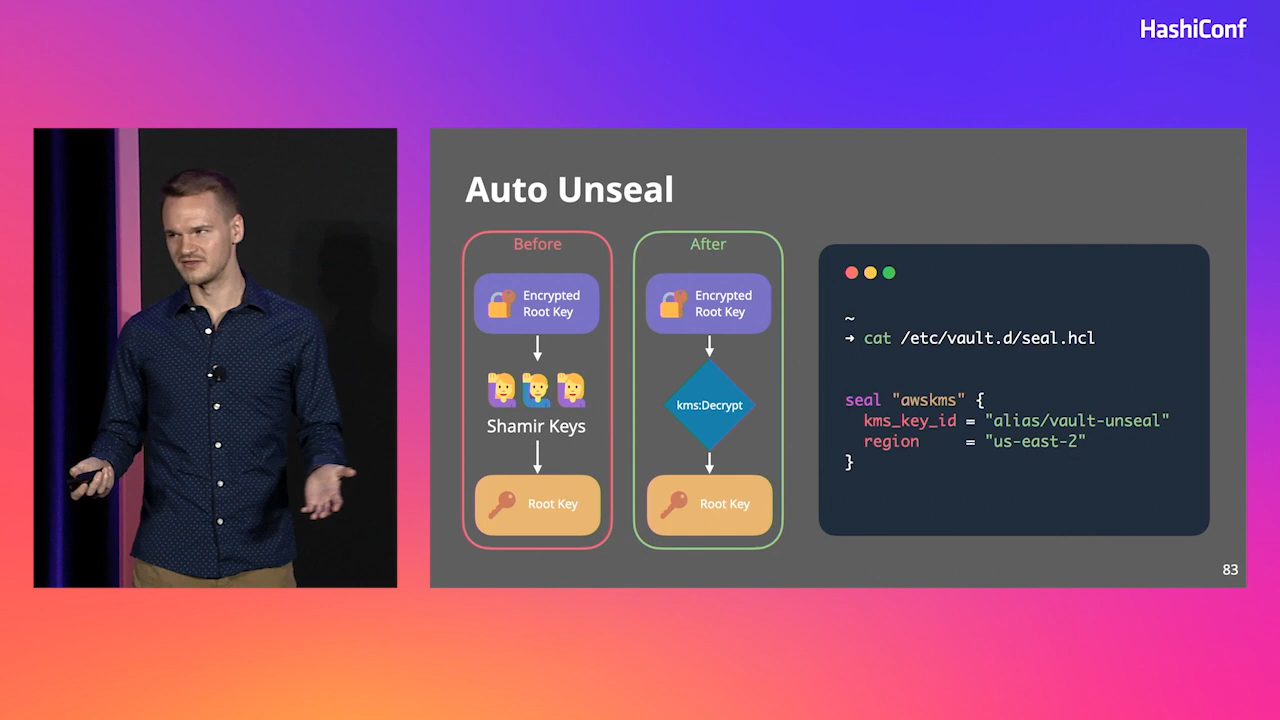 HashiConf
Auto Unseal
Before
Encrypted
Root Key
Shamir Keys
Root Key
After
Encrypted
Root Key
kms:Decrypt
Root Key
~
→ cat /etc/vault.d/seal.hcl
seal "awskms" {
  kms_key_id = "alias/vault-unseal"
  region     = "us-east-2"
}
83